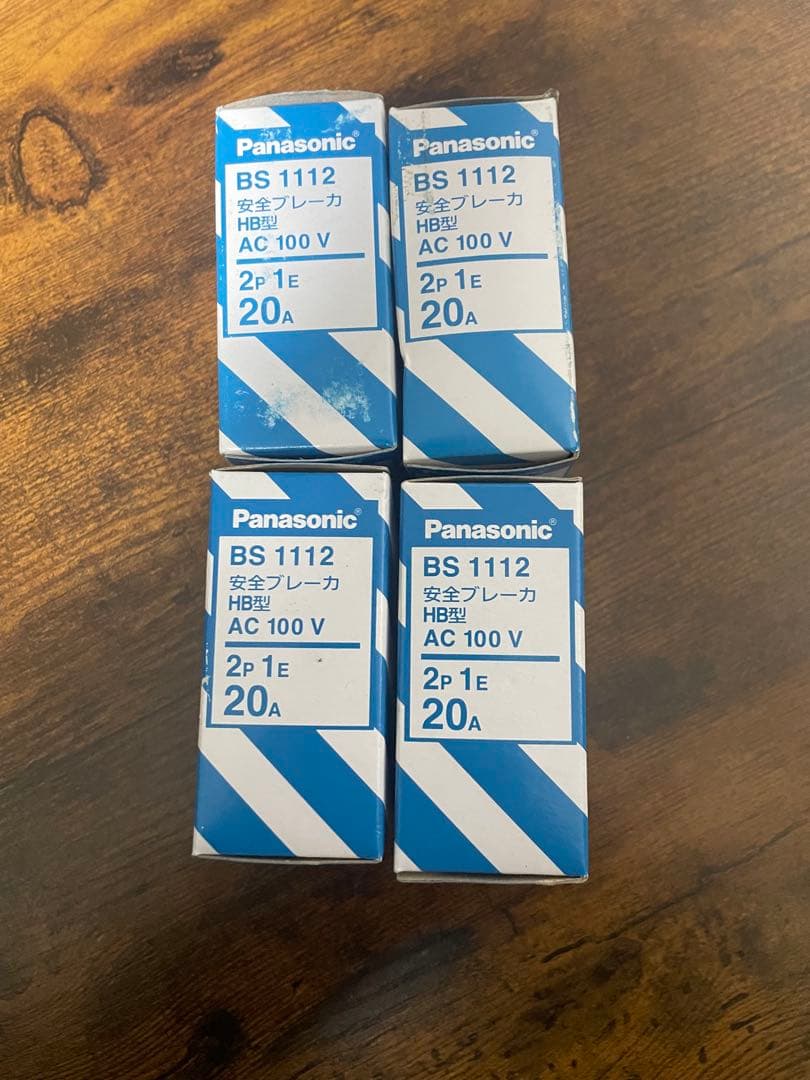 Panasonic®
BS 1112
安全ブレーカ
HB型
AC 100 V
2P 1E
20A
Panasonic®
BS 1112
安全ブレーカ
HB型
AC 100 V
2P 1E
20A
Panasonic®
BS 1112
安全ブレーカ
HB型
AC 100 V
2P 1E
20A
Panasonic®
BS 1112
安全ブレーカ
HB型
AC 100 V
2P 1E
20A